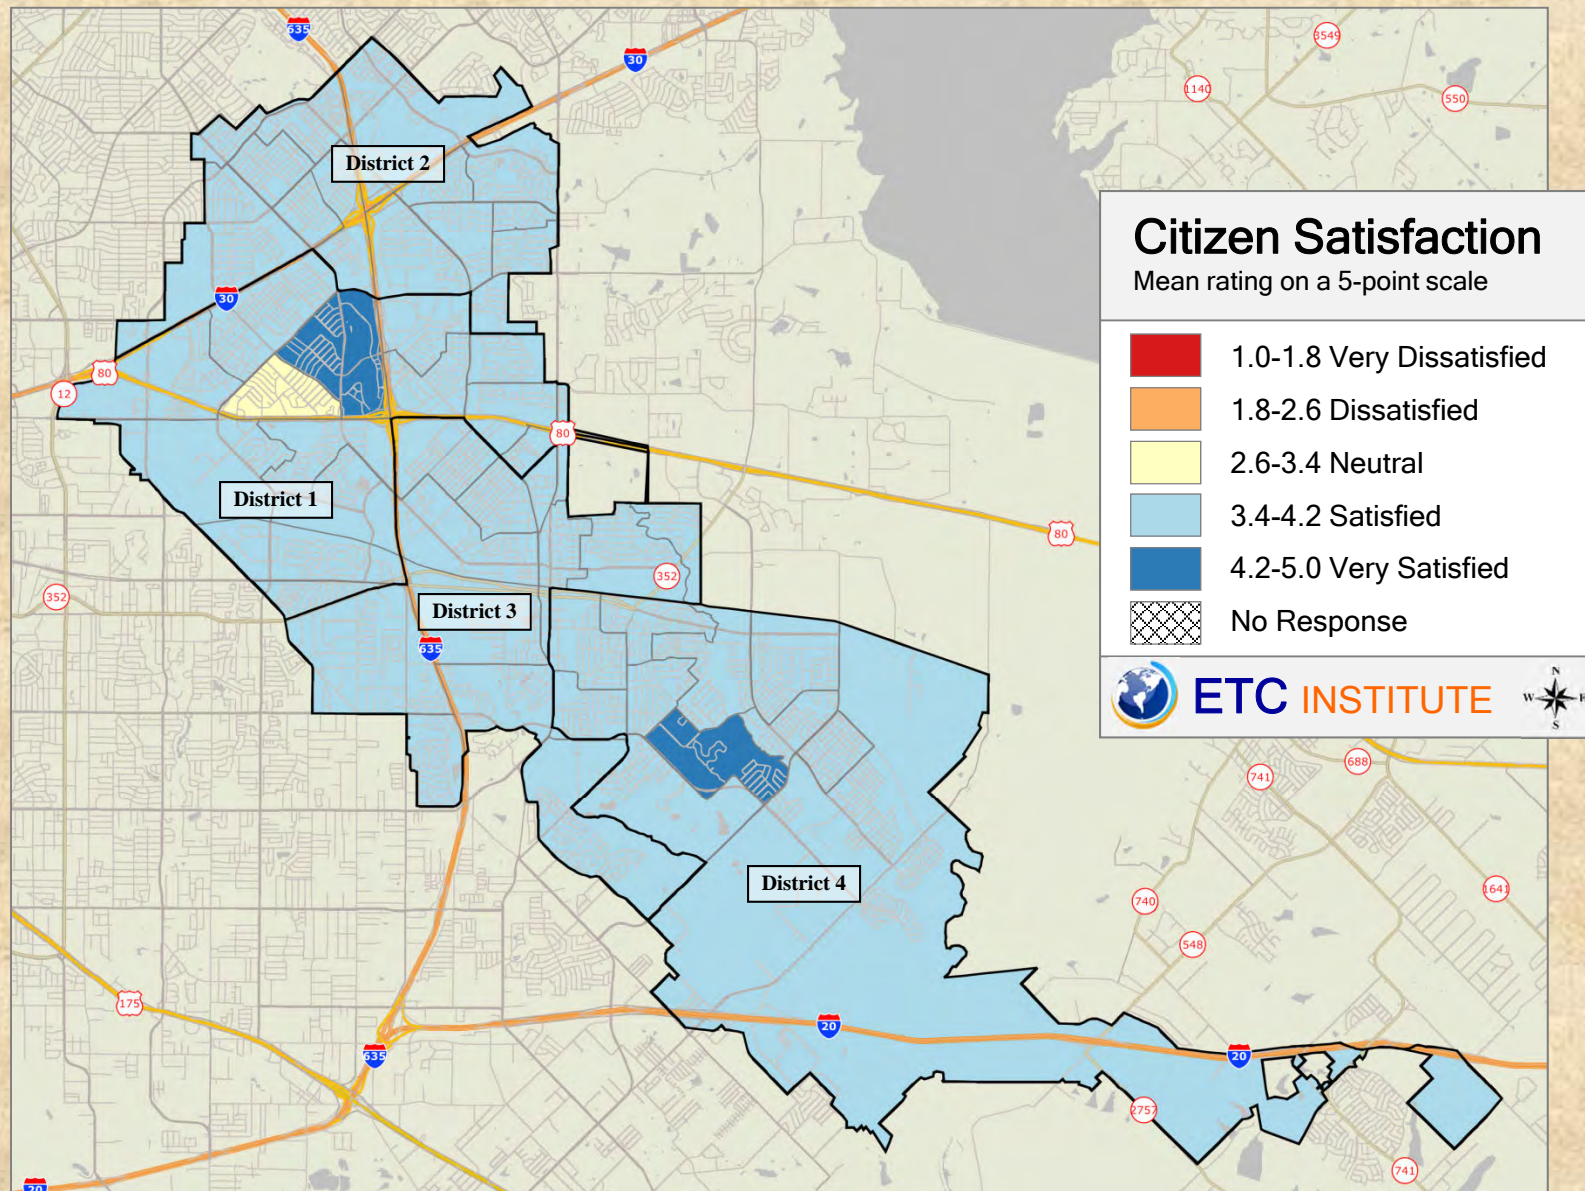 635
30
3549
1140
550
District 2
Citizen Satisfaction
Mean rating on a 5-point scale
30
1.0-1.8 Very Dissatisfied
80
12
1.8-2.6 Dissatisfied
80
2.6-3.4 Neutral
District 1
3.4-4.2 Satisfied
80
352
4.2-5.0 Very Satisfied
352
District 3
No Response
635
ETC INSTITUTE
N
W E
S
688
741
District 4
1641
740
548
175
20
635
20
2757
741
20